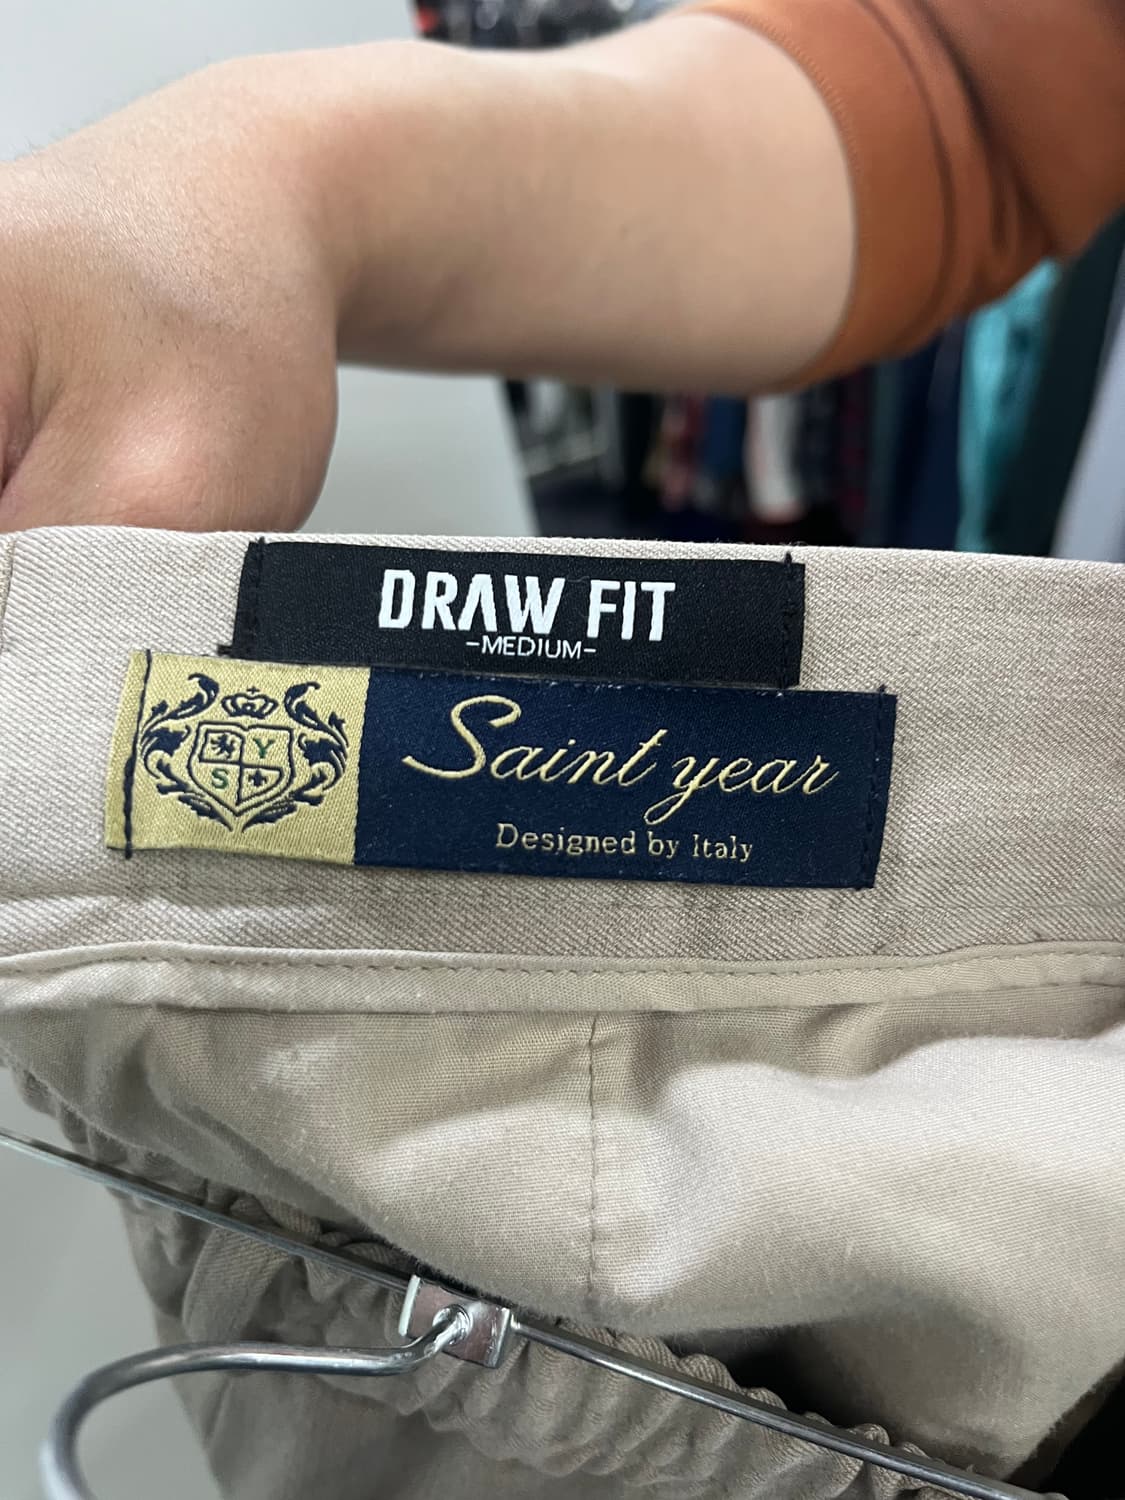 DRAW FIT
-MEDIUM-
Y
S
Saint year
Designed by Italy